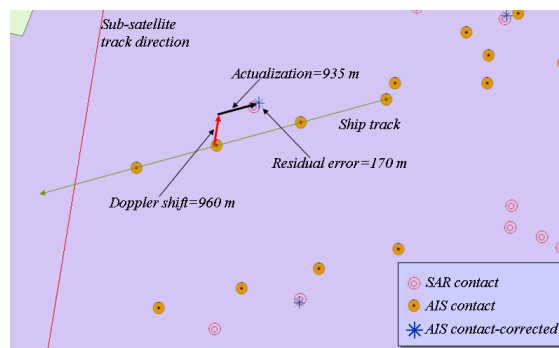 Sub-satellite
track direction
Actualization=935 m
Ship track
Residual error=170 m
Doppler shift=960 m
SAR contact
AIS contact
AIS contact-corrected